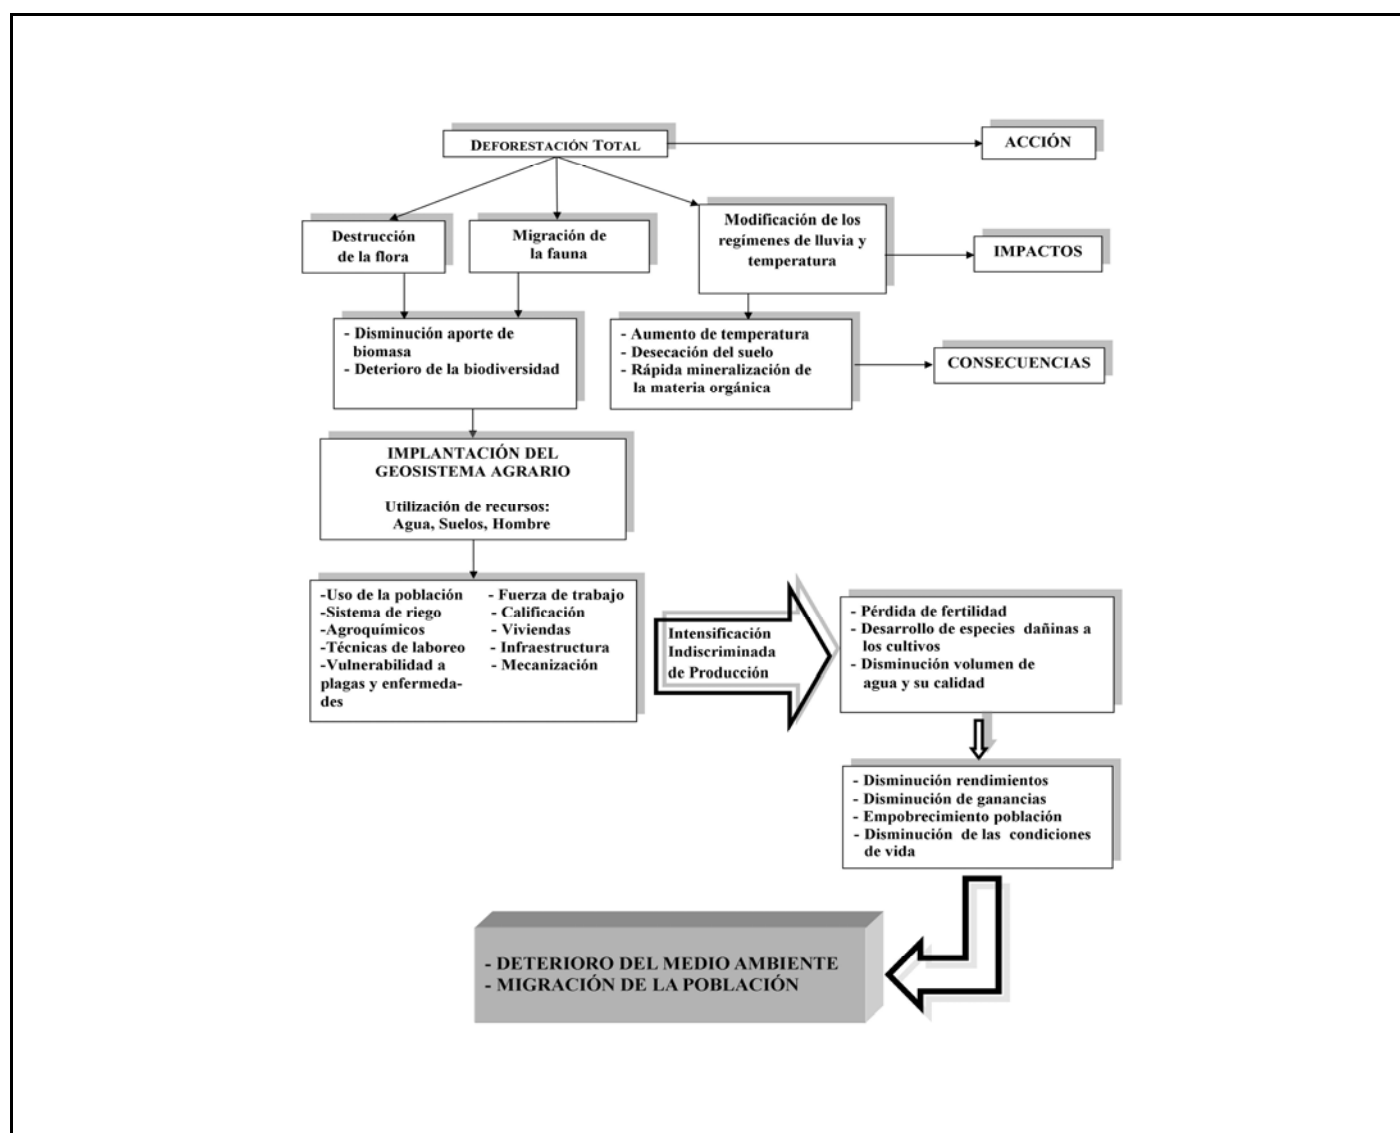 DEFORESTACIÓN TOTAL
ACCIÓN
Destrucción
de la flora
Migración de
la fauna
Modificación de los
regímenes de lluvia y
temperatura
IMPACTOS
- Disminución aporte de
biomasa
- Deterioro de la biodiversidad
- Aumento de temperatura
- Desecación del suelo
- Rápida mineralización de
la materia orgánica
CONSECUENCIAS
IMPLANTACIÓN DEL
GEOSISTEMA AGRARIO
Utilización de recursos:
Agua, Suelos, Hombre
-Uso de la población
-Sistema de riego
-Agroquímicos
-Técnicas de laboreo
-Vulnerabilidad a
plagas y enfermeda-
des
- Fuerza de trabajo
- Calificación
- Viviendas
- Infraestructura
- Mecanización
Intensificación
Indiscriminada
de Producción
- Pérdida de fertilidad
- Desarrollo de especies dañinas a
los cultivos
- Disminución volumen de
agua y su calidad
- Disminución rendimientos
- Disminución de ganancias
- Empobrecimiento población
- Disminución de las condiciones
de vida
- DETERIORO DEL MEDIO AMBIENTE
- MIGRACIÓN DE LA POBLACIÓN